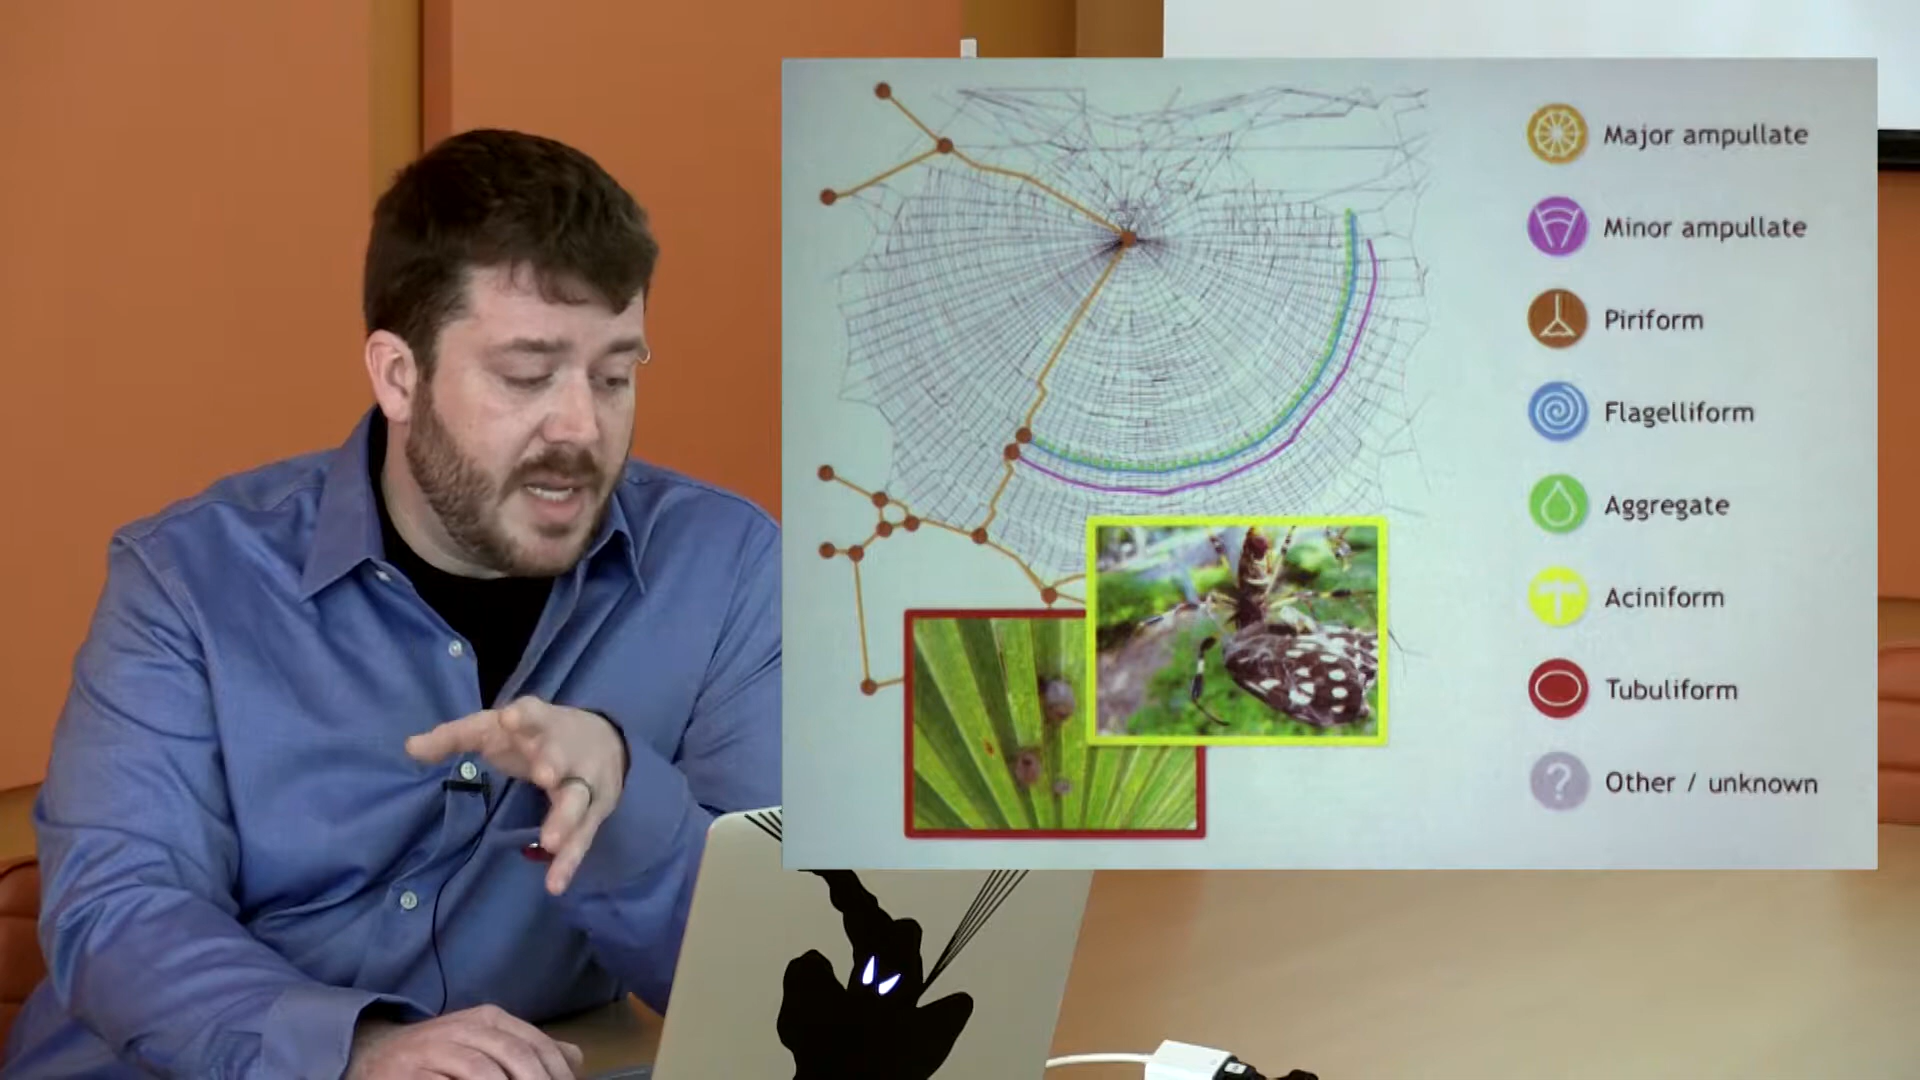 Major ampullate
Minor ampullate
Piriform
Flagelliform
Aggregate
Aciniform
Tubuliform
?
Other / unknown